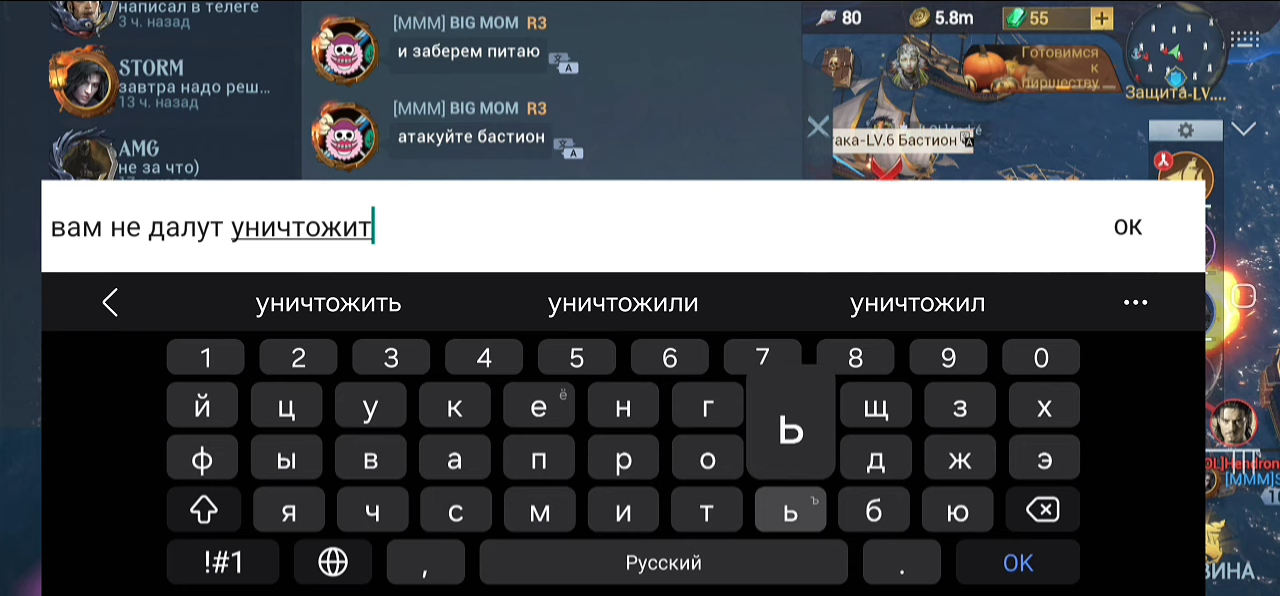 написал в телеге
3 ч. назад
STORM
завтра надо реш...
13 ч. назад
AMG
не за что)
[MMM] BIG MOM R3
и заберем питаю
[MMM] BIG MOM R3
атакуйте бастион
80
5.8m
55
Готовимся
к
пиршеству
Защита-LV....
ака-LV.6 Бастион
вам не далут уничтожит
ОК
уничтожить уничтожили уничтожил
1 2 3 4 5 6 7 8 9 0
й ц у к е ё н г щ з х
ь
ф ы в а п р о д ж э
я ч с м и т ь ъ б ю
!#1 , Русский . OK
OL]Hendron
[MMM]S
ЗИНА.